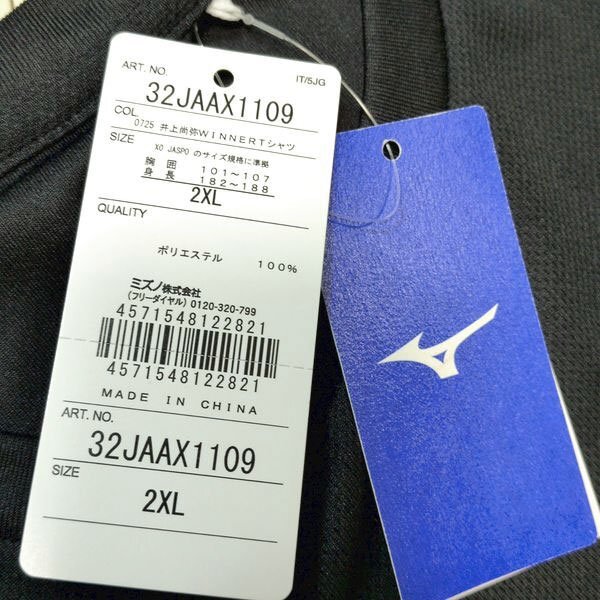 ART. NO.
IT/5JG
32JAAX1109
COL.
0725 井上尚弥WINNERTシャツ
SIZE
XO JASPO のサイズ規格に準拠
胸囲 101～107
身長 182～188
2XL
QUALITY
ポリエステル 100%
ミズノ株式会社
(フリーダイヤル) 0120-320-799
4571548122821
4571548122821
MADE IN CHINA
ART. NO.
32JAAX1109
SIZE
2XL